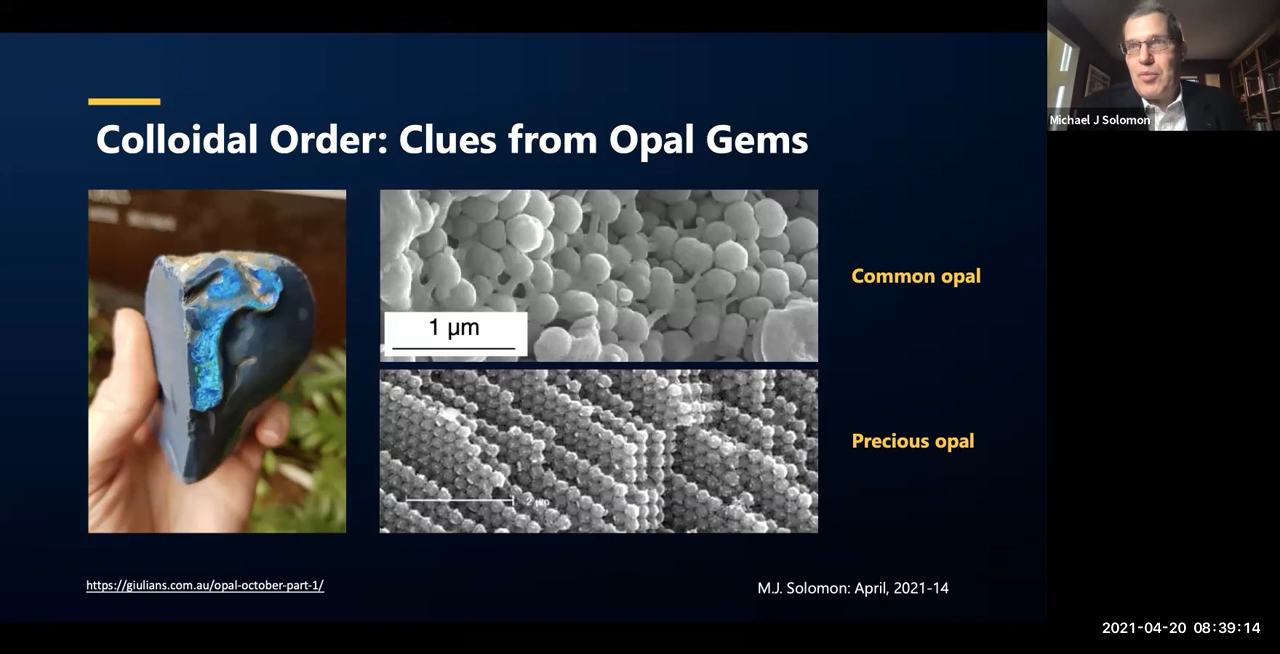 Michael J Solomon
Colloidal Order: Clues from Opal Gems
1 µm
Common opal
Precious opal
https://giulians.com.au/opal-october-part-1/
M.J. Solomon: April, 2021-14
2021-04-20 08:39:14